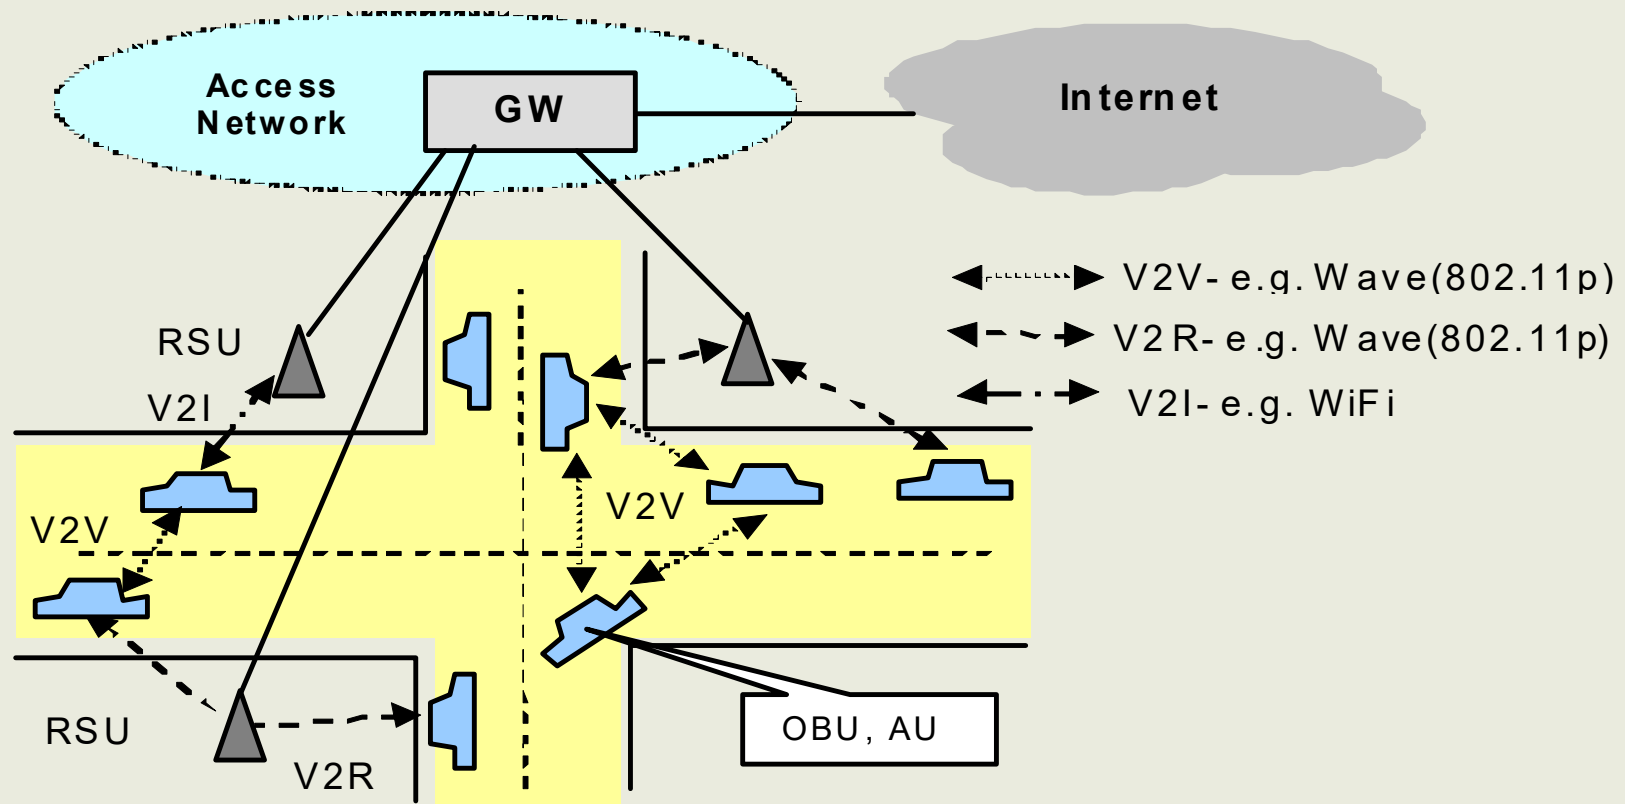 Access
Network
GW
Internet
V2V- e.g. Wave(802.11p)
RSU
V2R- e.g. Wave(802.11p)
V2I
V2I- e.g. WiFi
V2V
V2V
RSU
OBU, AU
V2R